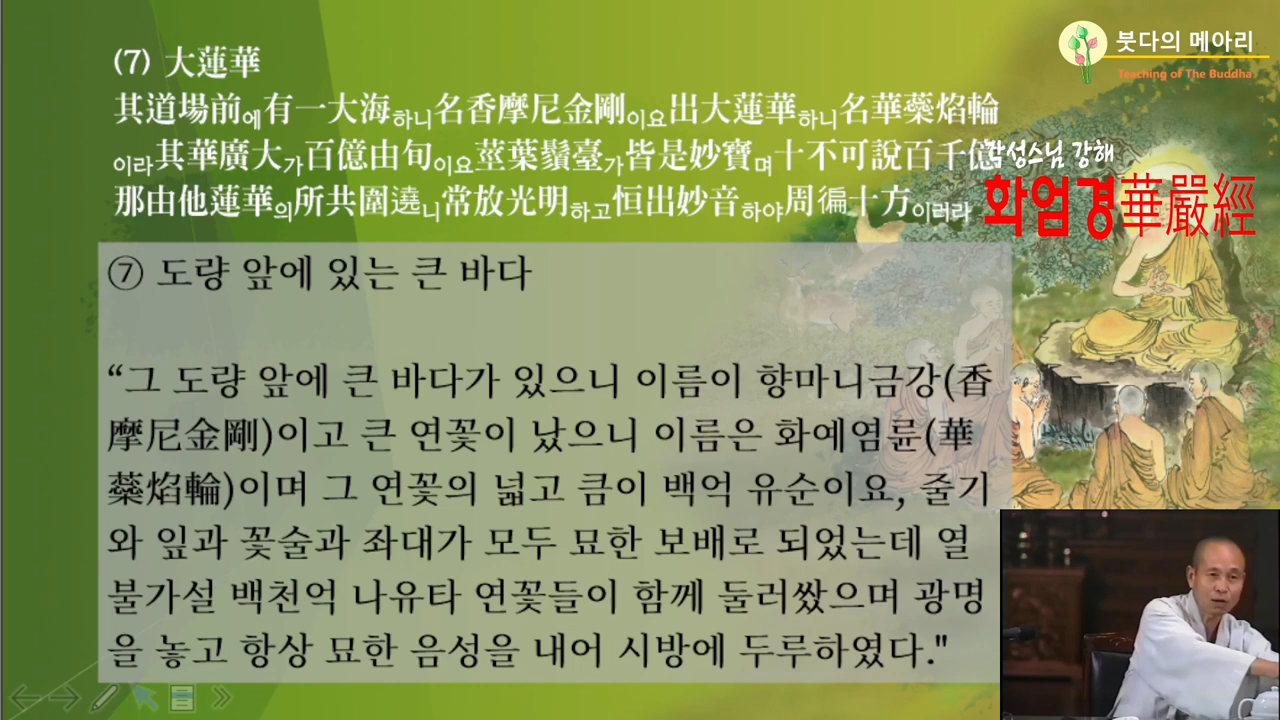 (7) 大蓮華
其道場前에有一大海하니名香摩尼金剛이요出大蓮華하니名華蘂焰輪
이라其華廣大가百億由旬이요莖葉鬚臺가皆是妙寶며十不可說百千億
那由他蓮華의所共圍遶니常放光明하고恒出妙音하야周徧十方이러라
⑦ 도량 앞에 있는 큰 바다
“그 도량 앞에 큰 바다가 있으니 이름이 향마니금강(香
摩尼金剛)이고 큰 연꽃이 났으니 이름은 화예염륜(華
蘂焰輪)이며 그 연꽃의 넓고 큼이 백억 유순이요, 줄기
와 잎과 꽃술과 좌대가 모두 묘한 보배로 되었는데 열
불가설 백천억 나유타 연꽃들이 함께 둘러쌌으며 광명
을 놓고 항상 묘한 음성을 내어 시방에 두루하였다."
붓다의 메아리
Teaching of The Buddha
각성스님 강해
화엄경華嚴經